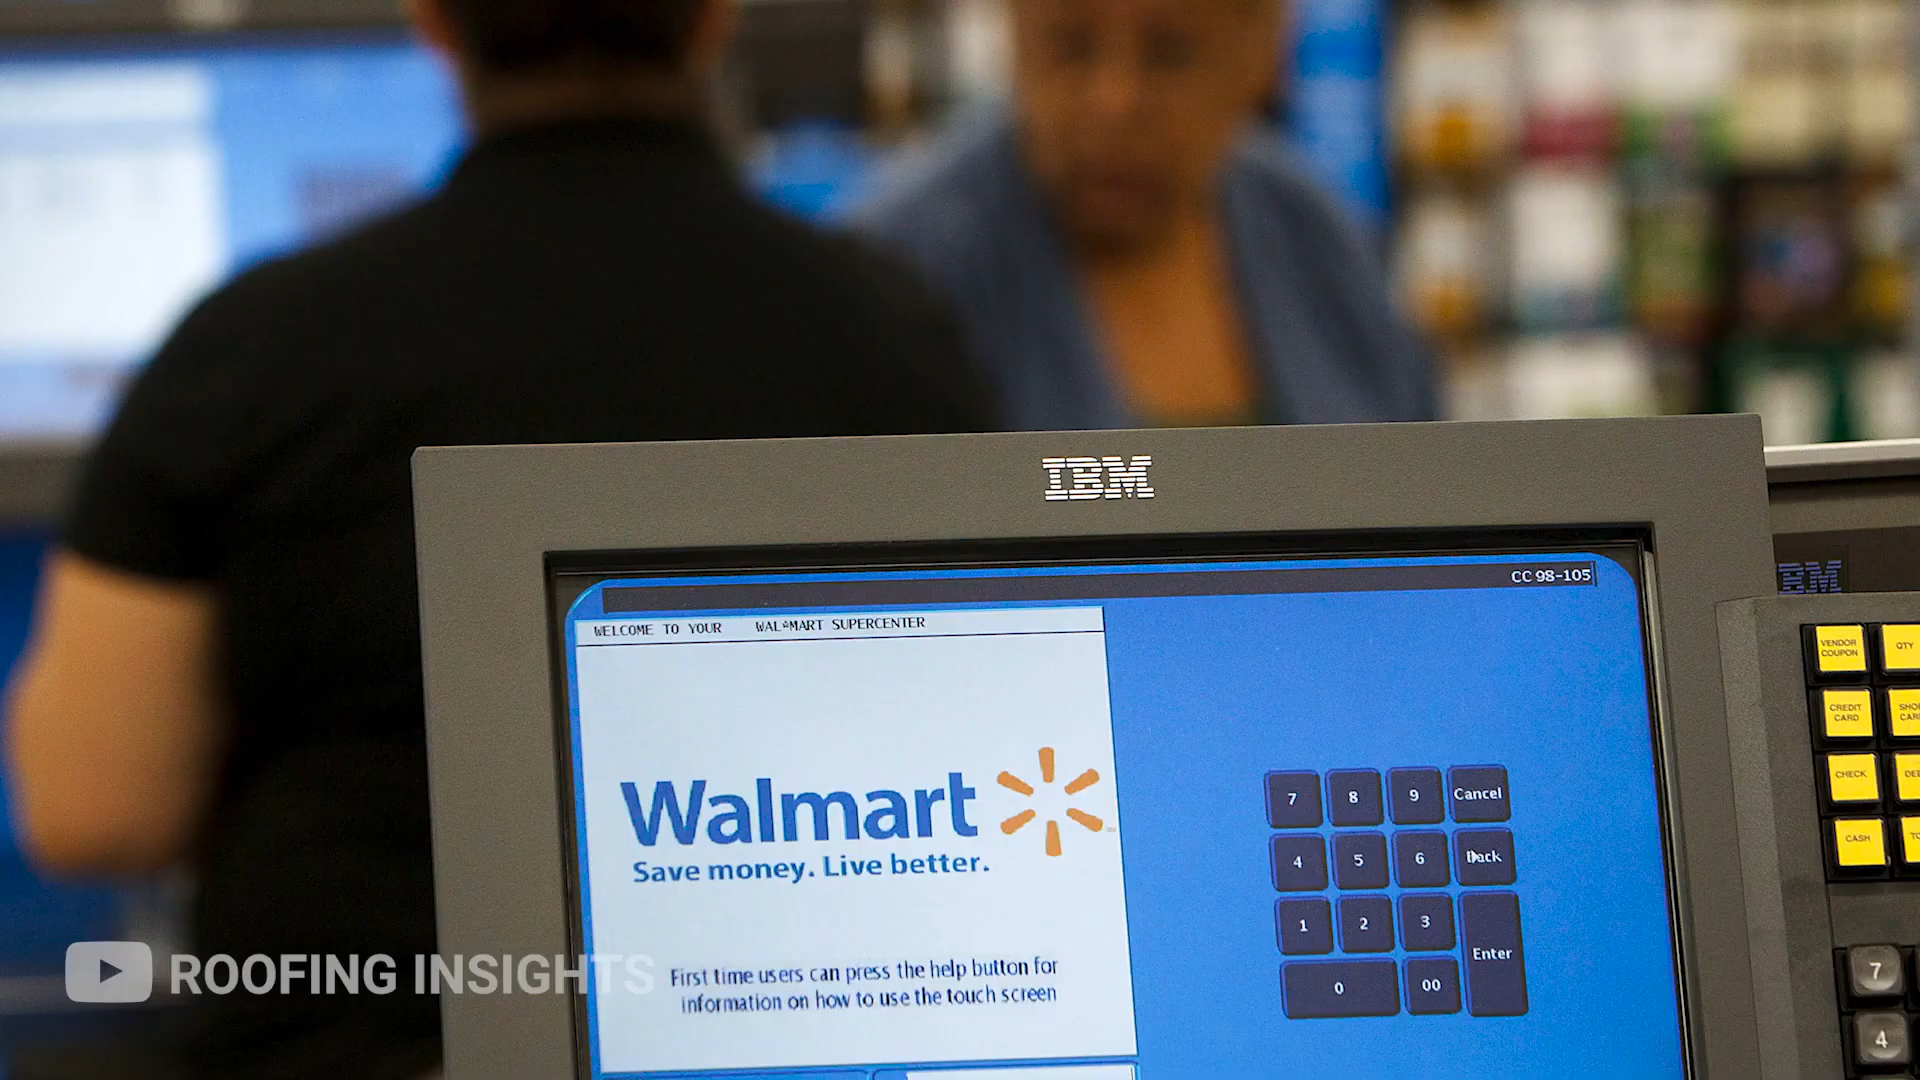 IBM
CC 98-105
WELCOME TO YOUR WAL*MART SUPERCENTER
Walmart
Save money. Live better.
First time users can press the help button for
information on how to use the touch screen
7 8 9 Cancel
4 5 6 Back
1 2 3
Enter
0 00
IBM
VENDOR
COUPON
QTY
CREDIT
CARD
CHECK
CASH
7
4
ROOFING INSIGHTS